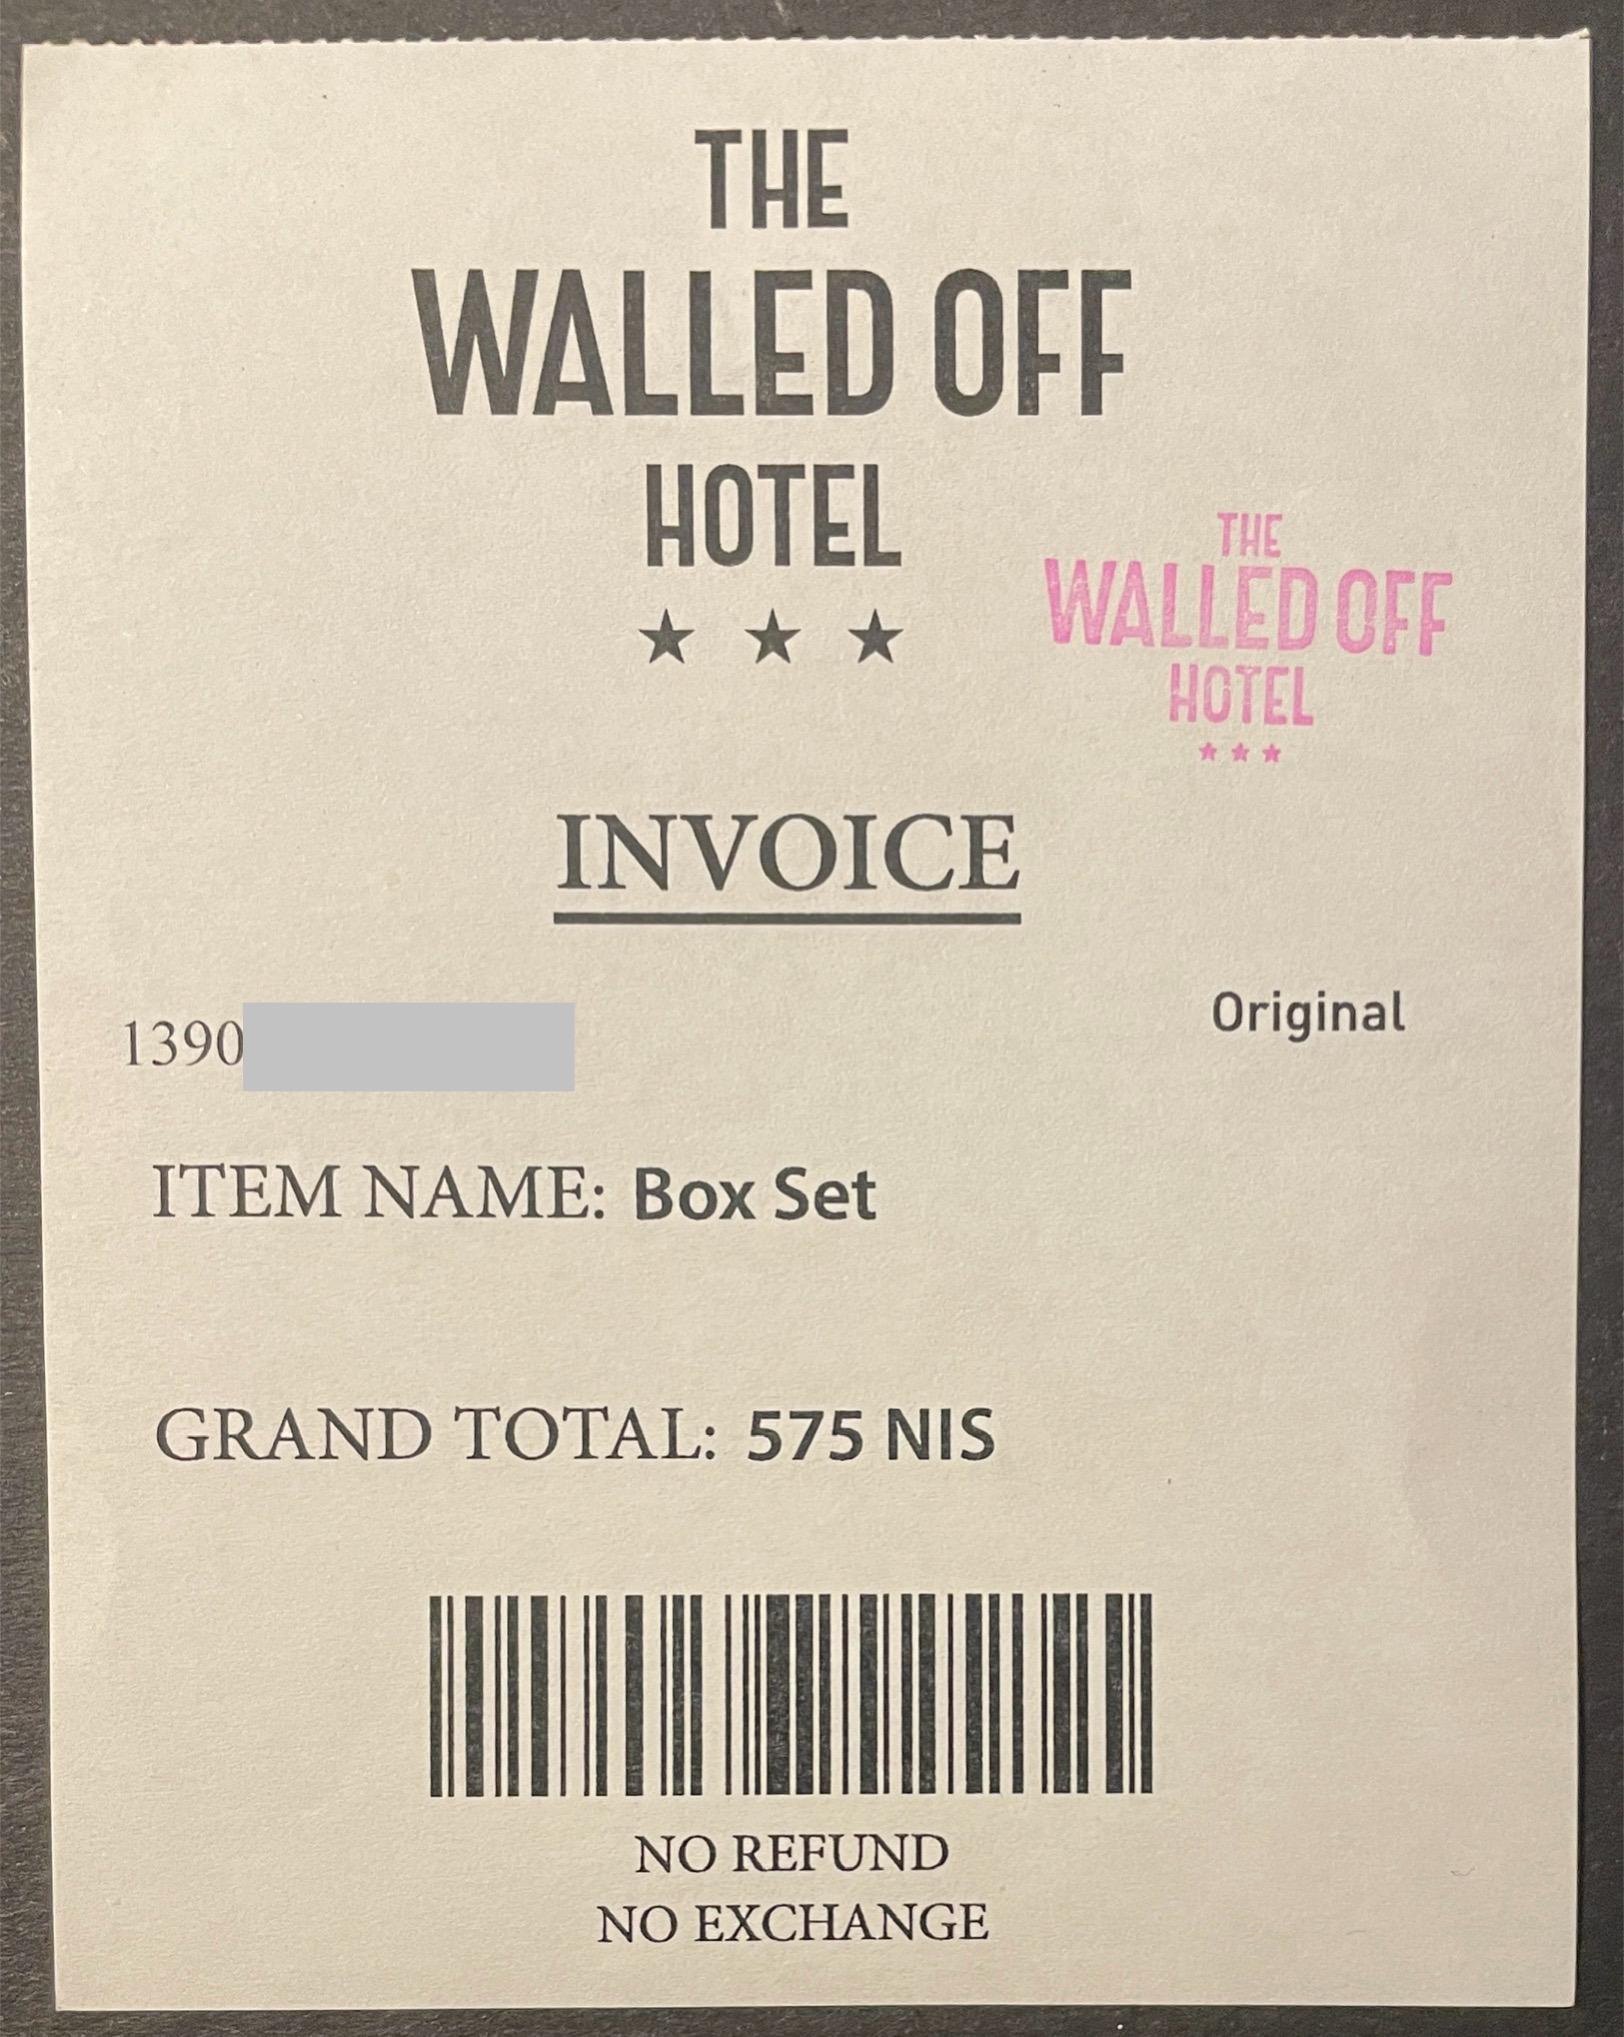 THE
WALLED OFF
HOTEL
THE
WALLED OFF
HOTEL
INVOICE
Original
1390
ITEM NAME: Box Set
GRAND TOTAL: 575 NIS
NO REFUND
NO EXCHANGE